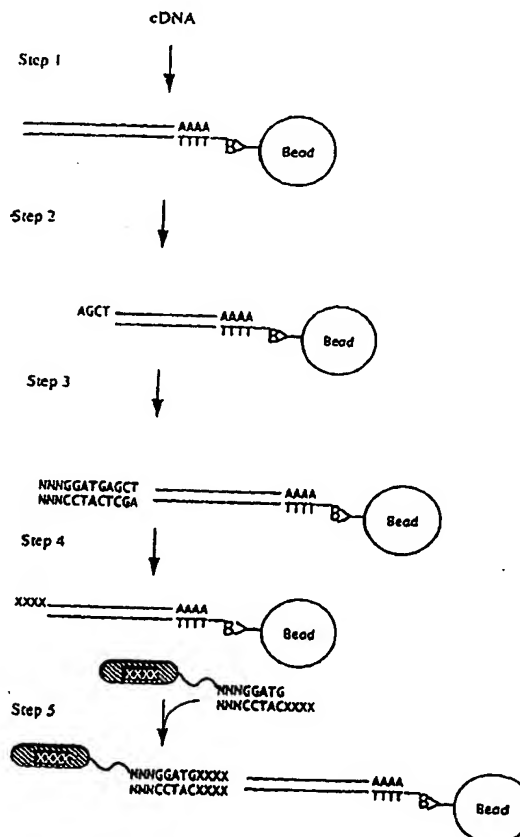 cDNA
Step 1
AAAA
TTTT
B
Bead
Step 2
AGCT
AAAA
TTTT
B
Bead
Step 3
NNNGGATGAGCT
NNNCCTACTCGA
AAAA
TTTT
B
Bead
Step 4
XXXX
AAAA
TTTT
B
Bead
XXXX
NNNGGATG
NNNCCTACXXXX
Step 5
XXXX
NNNGGATGXXXX
NNNCCTACXXXX
AAAA
TTTT
B
Bead